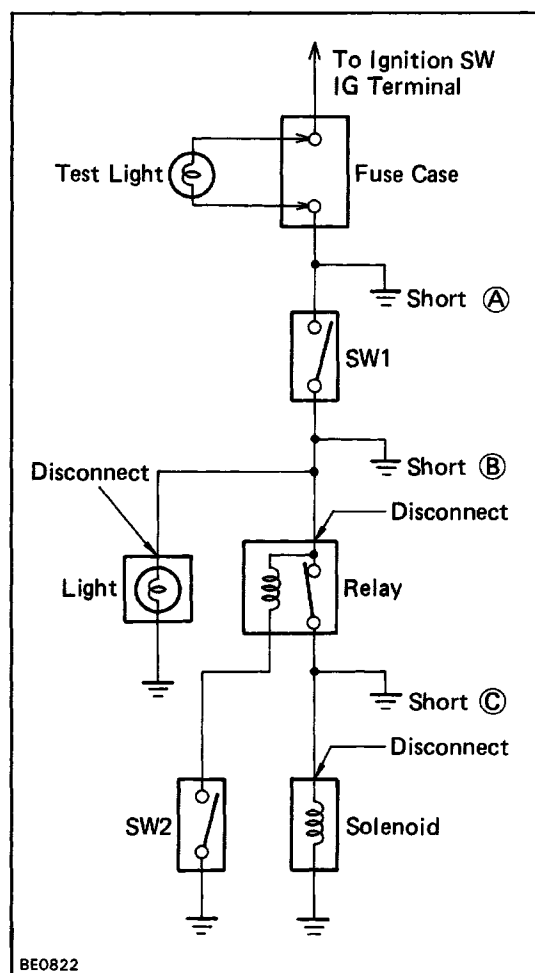 To Ignition SW
IG Terminal
Test Light
Fuse Case
Short Ⓐ
SW1
Disconnect
Short Ⓑ
Disconnect
Light
Relay
Short Ⓒ
Disconnect
SW2
Solenoid
BE0822